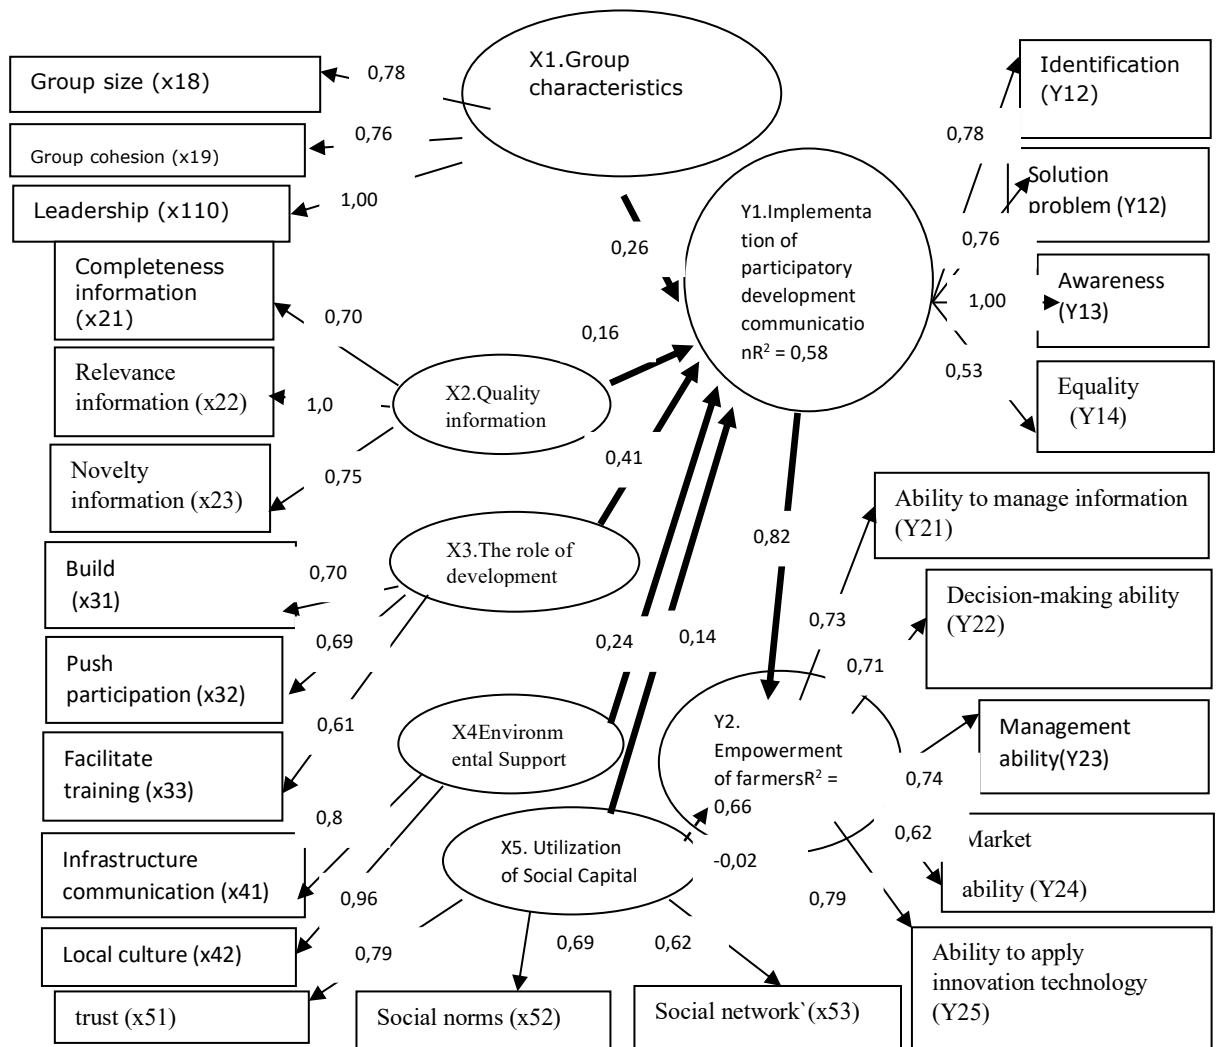 X1.Group
characteristics
Group size (x18)
0,78
Group cohesion (x19)
0,76
Leadership (x110)
1,00
Completeness
information
(x21)
0,70
Relevance
information (x22)
1,0
Novelty
information (x23)
0,75
X2.Quality
information
0,26
0,16
Y1.Implementa
tion of
participatory
development
communicatio
nR² = 0,58
Identification
(Y12)
0,78
Solution
problem (Y12)
0,76
Awareness
(Y13)
1,00
Equality
(Y14)
0,53
0,41
X3.The role of
development
Build
(x31)
0,70
Push
participation (x32)
0,69
Facilitate
training (x33)
0,61
0,24
0,14
0,82
Ability to manage information
(Y21)
0,73
Decision-making ability
(Y22)
0,71
Management
ability(Y23)
0,74
Market
ability (Y24)
0,62
Ability to apply
innovation technology
(Y25)
0,79
Y2.
Empowerment
of farmersR² =
0,66
-0,02
X4Environm
ental Support
0,8
Infrastructure
communication (x41)
0,96
Local culture (x42)
X5. Utilization
of Social Capital
0,79
trust (x51)
0,69
Social norms (x52)
0,62
Social network`(x53)